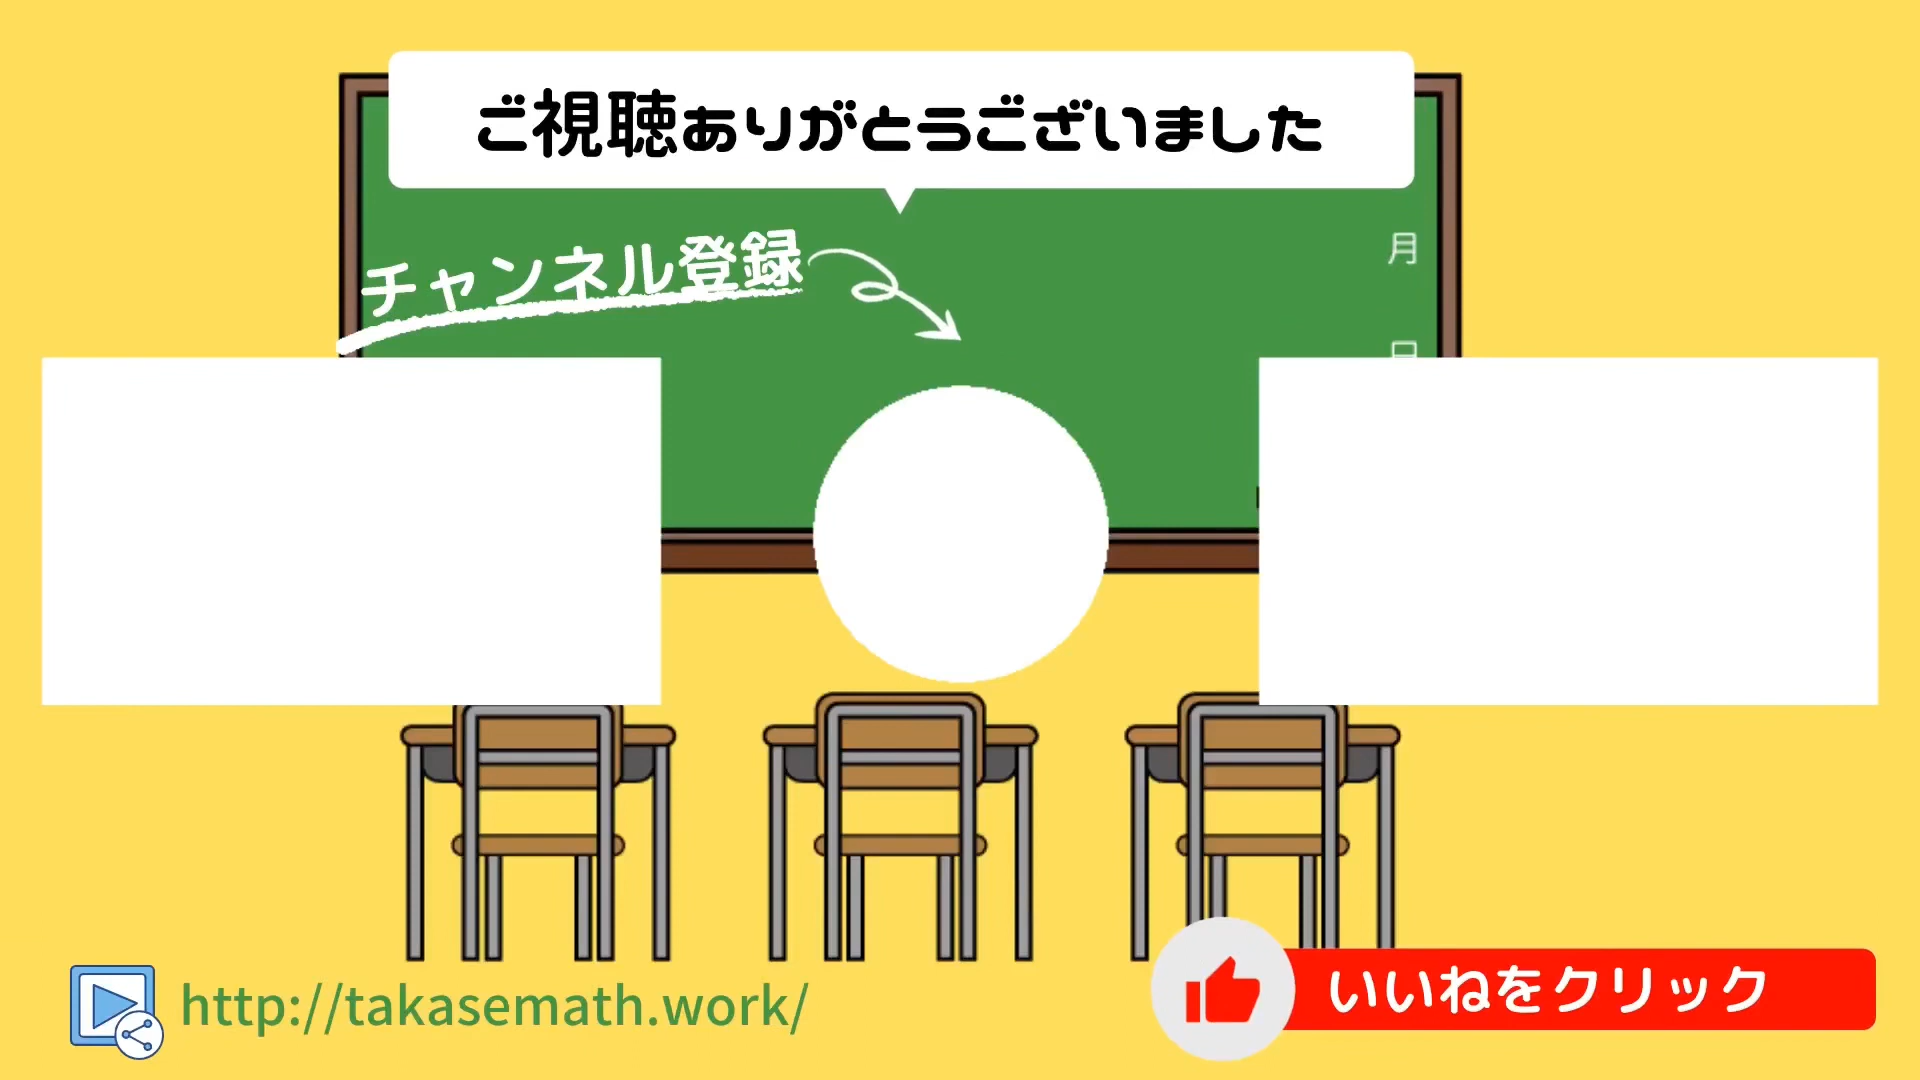 ご視聴ありがとうございました
チャンネル登録
月
日
http://takasemath.work/
いいねをクリック